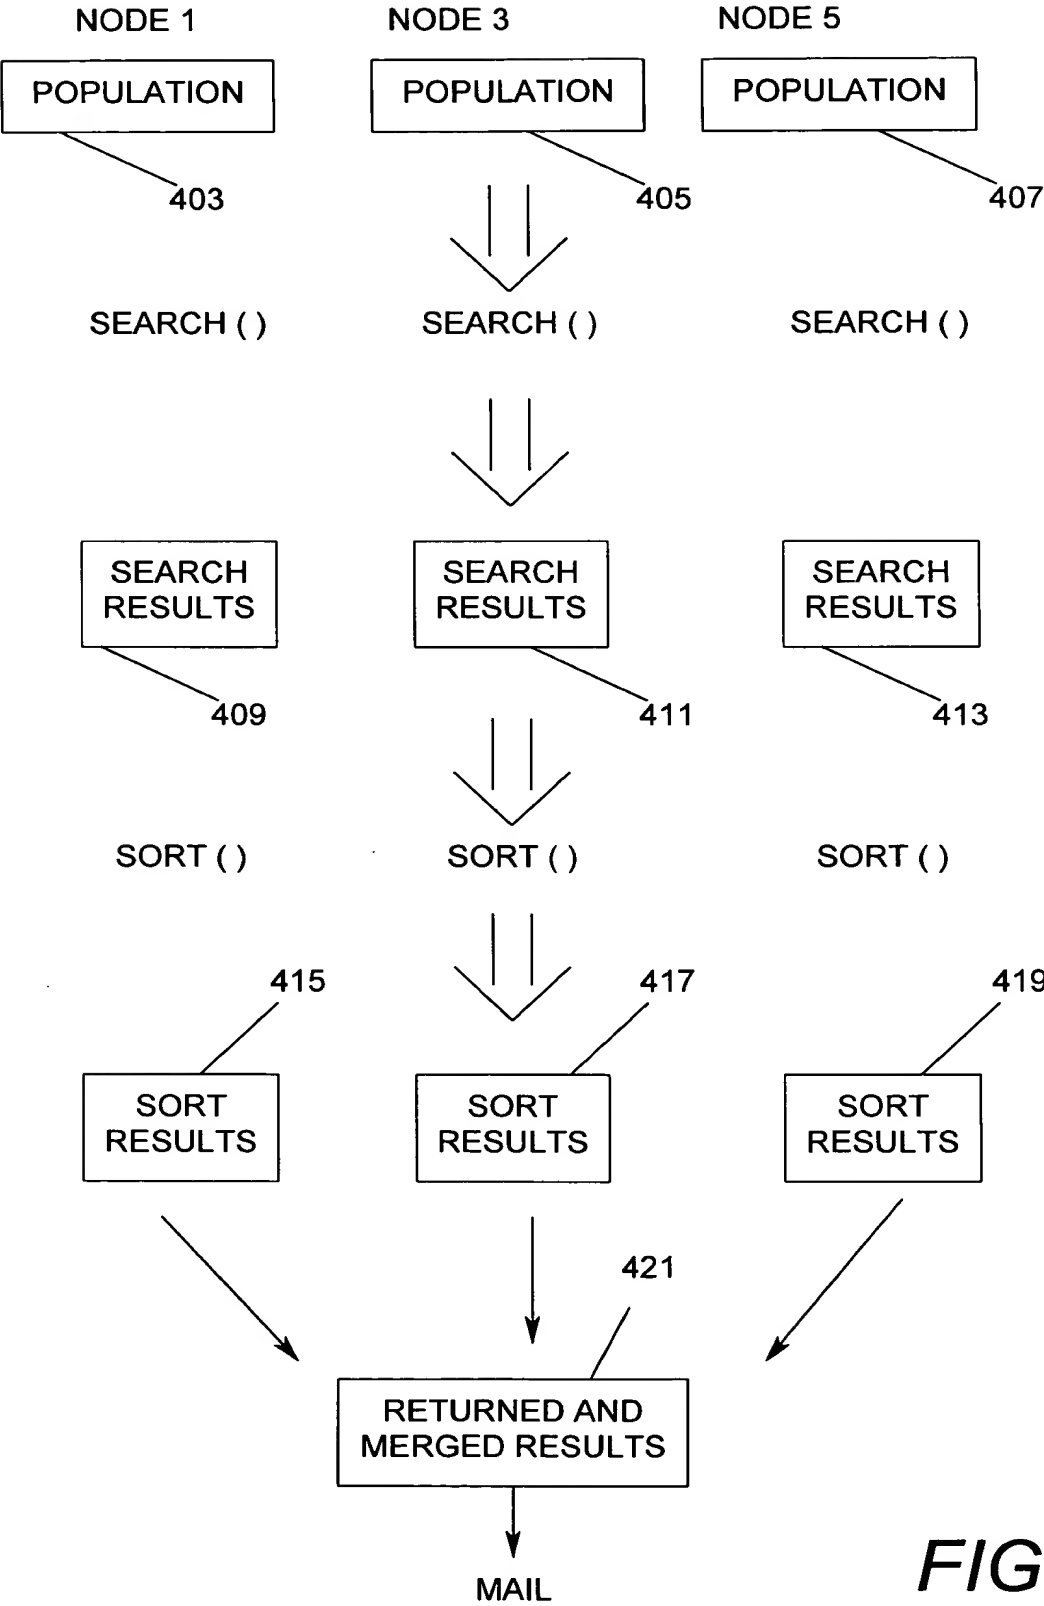 NODE 1 NODE 3 NODE 5
POPULATION POPULATION POPULATION
403 405 407
SEARCH ( ) SEARCH ( ) SEARCH ( )
SEARCH RESULTS
SEARCH RESULTS
SEARCH RESULTS
409 411 413
SORT ( ) SORT ( ) SORT ( )
415 417 419
SORT RESULTS
SORT RESULTS
SORT RESULTS
421
RETURNED AND
MERGED RESULTS
MAIL
FIG